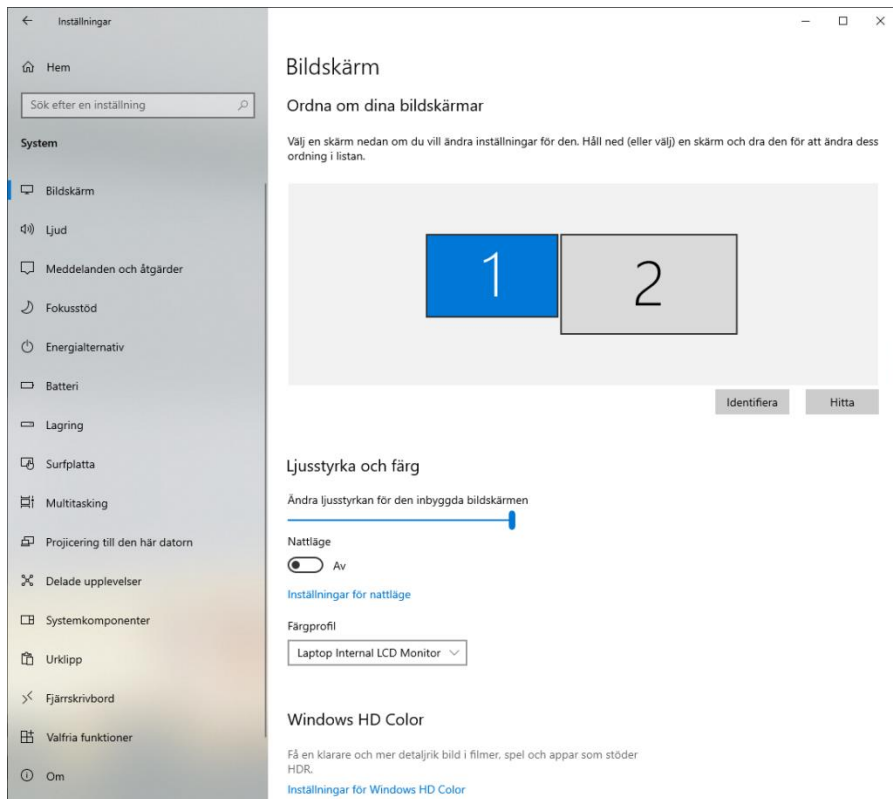 Inställningar
Hem
Sök efter en inställning
System
Bildskärm
Ljud
Meddelanden och åtgärder
Fokusstöd
Energialternativ
Batteri
Lagring
Surfplatta
Multitasking
Projicering till den här datorn
Delade upplevelser
Systemkomponenter
Urklipp
Fjärrskrivbord
Valfria funktioner
Om
Bildskärm
Ordna om dina bildskärmar
Välj en skärm nedan om du vill ändra inställningar för den. Håll ned (eller välj) en skärm och dra den för att ändra dess
ordning i listan.
1
2
Identifiera
Hitta
Ljusstyrka och färg
Ändra ljusstyrkan för den inbyggda bildskärmen
Nattläge
Av
Inställningar för nattläge
Färgprofil
Laptop Internal LCD Monitor
Windows HD Color
Få en klarare och mer detaljrik bild i filmer, spel och appar som stöder
HDR.
Inställningar för Windows HD Color